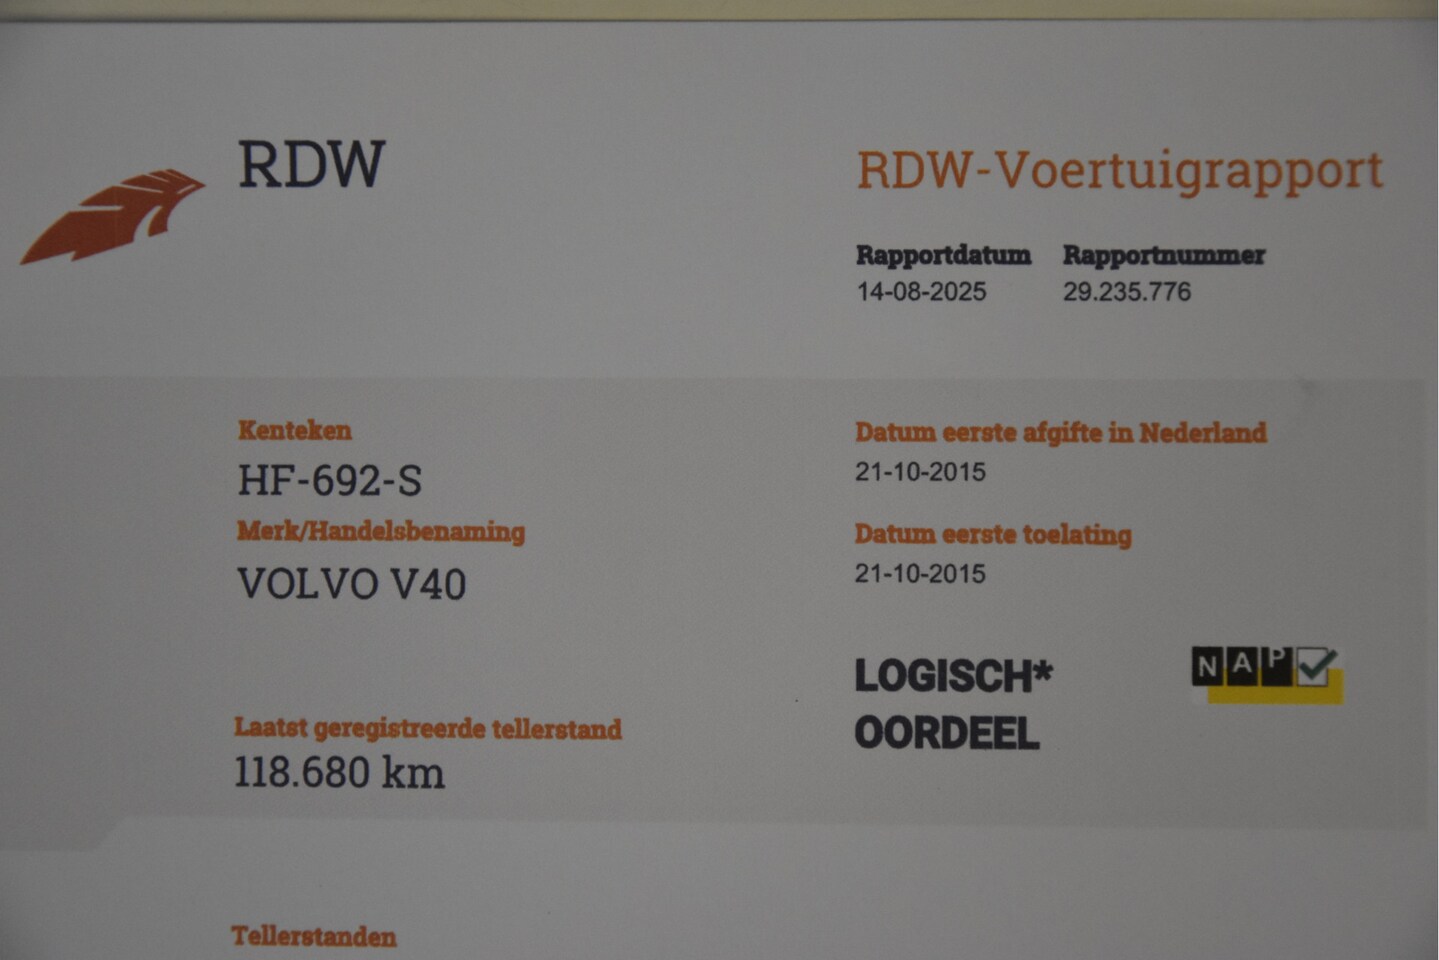 RDW
RDW-Voertuigrapport
Rapportdatum Rapportnummer
14-08-2025 29.235.776
Kenteken
HF-692-S
Merk/Handelsbenaming
VOLVO V40
Laatst geregistreerde tellerstand
118.680 km
Datum eerste afgifte in Nederland
21-10-2015
Datum eerste toelating
21-10-2015
LOGISCH*
OORDEEL
NAP
Tellerstanden